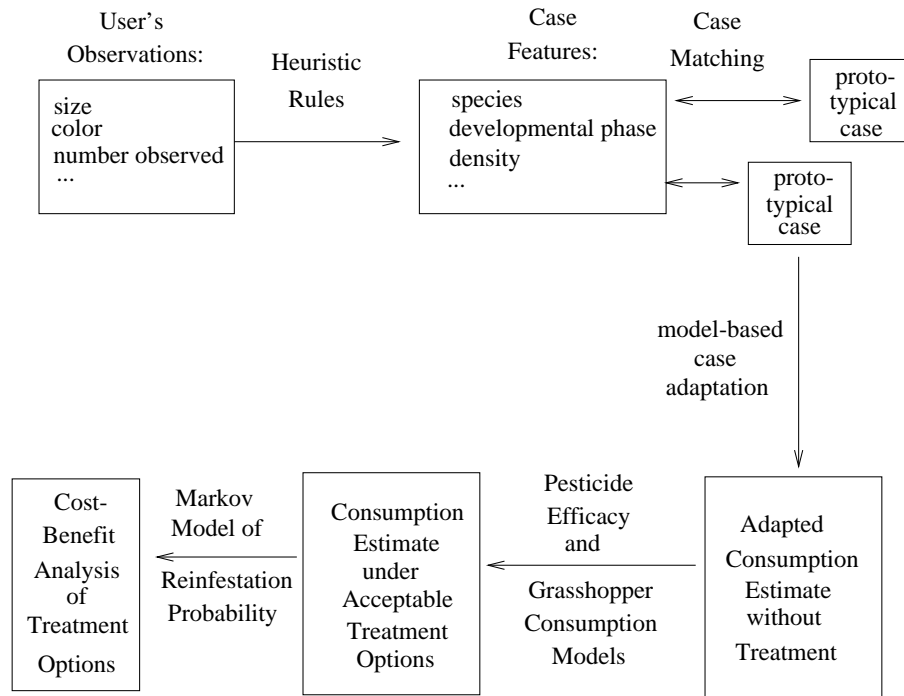 User's
Observations:
size
color
number observed
...
Heuristic
Rules
Case
Features:
species
developmental phase
density
...
Case
Matching
proto-
typical
case
proto-
typical
case
model-based
case
adaptation
Adapted
Consumption
Estimate
without
Treatment
Pesticide
Efficacy
and
Grasshopper
Consumption
Models
Consumption
Estimate
under
Acceptable
Treatment
Options
Markov
Model of
Reinfestation
Probability
Cost-
Benefit
Analysis
of
Treatment
Options